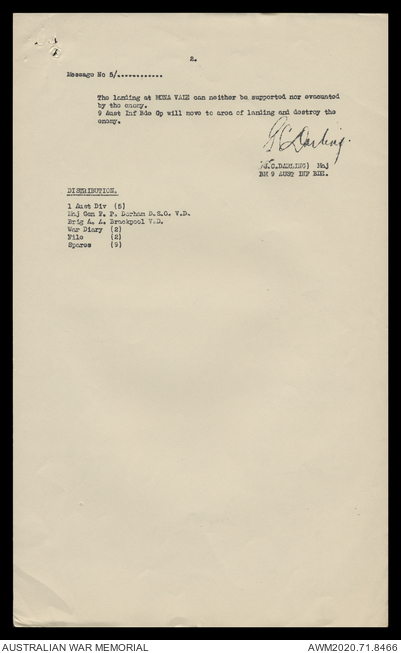 2.
Message No 5/............
The landing at MONA VALE can neither be supported nor evacuated
by the enemy.
9 Aust Inf Bde Gp will move to area of landing and destroy the
enemy.
G C Darling.
(G.C.DARLING) Maj
BM 9 AUST INF BDE.
DISTRIBUTION.
1 Aust Div (5)
Maj Gen F. P. Derham D.S.O. V.D.
Brig A. A. Brackpool V.D.
War Diary (2)
File (2)
Spares (9)
AUSTRALIAN WAR MEMORIAL
AWM2020.71.8466